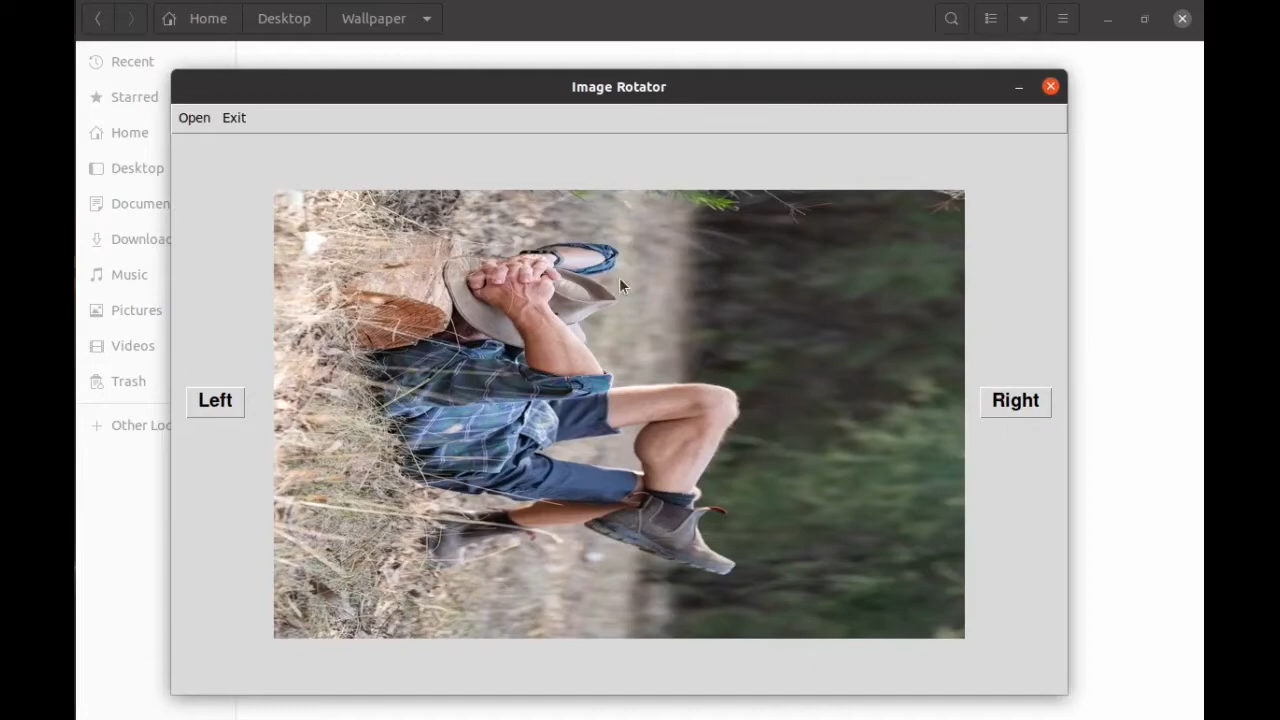 Home Desktop Wallpaper
Recent
Starred
Home
Desktop
Documen
Download
Music
Pictures
Videos
Trash
Other Loc
Image Rotator
Open Exit
Left
Right